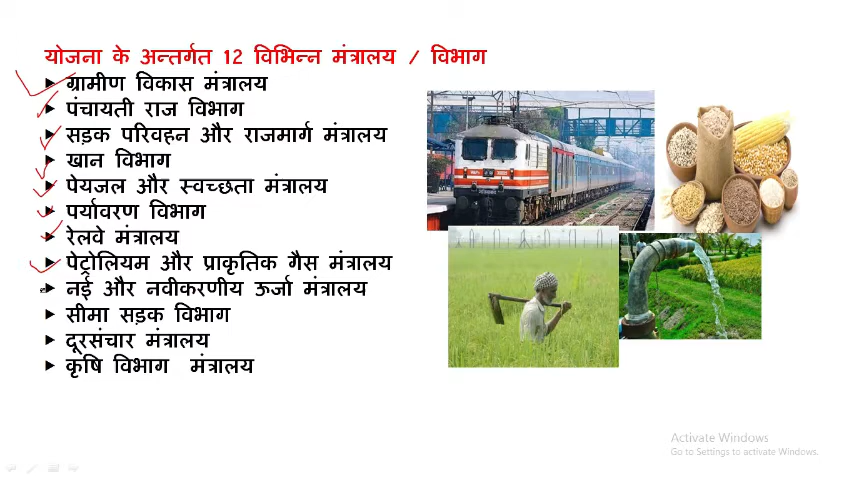 योजना के अन्तर्गत 12 विभिन्न मंत्रालय / विभाग
ग्रामीण विकास मंत्रालय
पंचायती राज विभाग
सड़क परिवहन और राजमार्ग मंत्रालय
खान विभाग
पेयजल और स्वच्छता मंत्रालय
पर्यावरण विभाग
रेलवे मंत्रालय
पेट्रोलियम और प्राकृतिक गैस मंत्रालय
नई और नवीकरणीय ऊर्जा मंत्रालय
सीमा सड़क विभाग
दूरसंचार मंत्रालय
कृषि विभाग मंत्रालय
Activate Windows
Go to Settings to activate Windows.